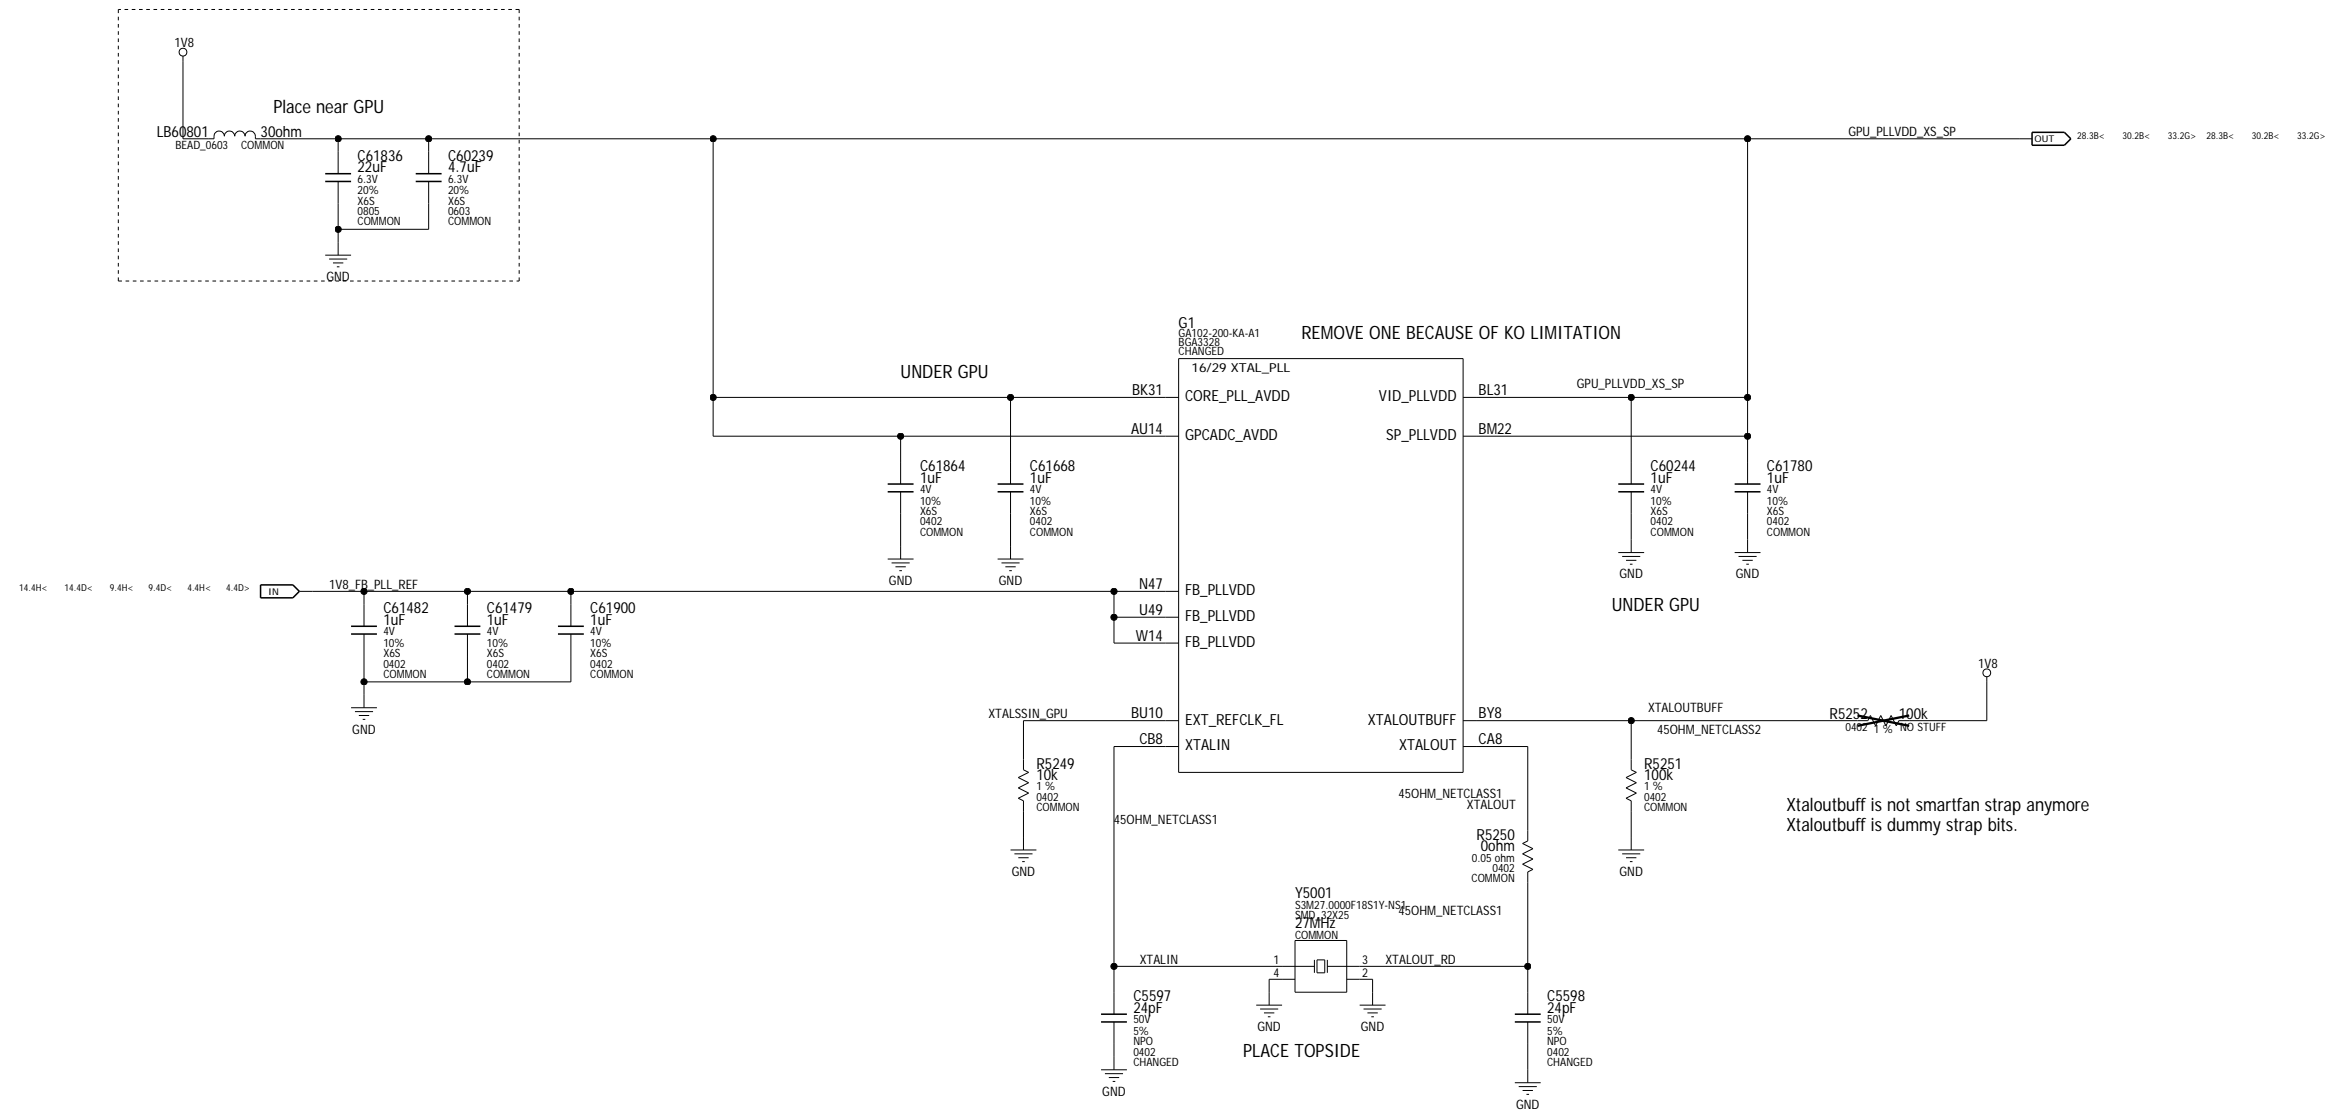 1V8
Place near GPU
LB60801
30ohm
BEAD_0603
COMMON
C61836
22uF
6.3V
20%
X6S
0805
COMMON
C60239
4.7uF
6.3V
20%
X6S
0603
COMMON
GND
GPU_PLLVDD_XS_SP
OUT
28.3B< 30.2B< 33.2G> 28.3B< 30.2B< 33.2G>
G1
GA102-200-KA-A1
BGA3328
CHANGED
REMOVE ONE BECAUSE OF KO LIMITATION
16/29 XTAL_PLL
UNDER GPU
BK31
CORE_PLL_AVDD
VID_PLLVDD
BL31
GPU_PLLVDD_XS_SP
AU14
GPCADC_AVDD
SP_PLLVDD
BM22
C61864
1uF
4V
10%
X6S
0402
COMMON
GND
C61668
1uF
4V
10%
X6S
0402
COMMON
GND
C60244
1uF
4V
10%
X6S
0402
COMMON
GND
C61780
1uF
4V
10%
X6S
0402
COMMON
GND
UNDER GPU
14.4H< 14.4D< 9.4H< 9.4D< 4.4H< 4.4D>
IN
1V8_FB_PLL_REF
N47
FB_PLLVDD
U49
FB_PLLVDD
W14
FB_PLLVDD
C61482
1uF
4V
10%
X6S
0402
COMMON
C61479
1uF
4V
10%
X6S
0402
COMMON
C61900
1uF
4V
10%
X6S
0402
COMMON
GND
XTALSSIN_GPU
BU10
EXT_REFCLK_FL
XTALOUTBUFF
BY8
XTALOUTBUFF
45OHM_NETCLASS2
R5252
100k
0402
1 %
NO STUFF
1V8
CB8
XTALIN
XTALOUT
CA8
R5249
10k
1 %
0402
COMMON
GND
45OHM_NETCLASS1
45OHM_NETCLASS1
XTALOUT
R5251
100k
1 %
0402
COMMON
GND
Xtaloutbuff is not smartfan strap anymore
Xtaloutbuff is dummy strap bits.
R5250
0ohm
0.05 ohm
0402
COMMON
Y5001
S3M27.0000F18S1Y-NS1
SMD_32X25
27MHz
COMMON
45OHM_NETCLASS1
XTALIN
1
4
3
2
XTALOUT_RD
GND
GND
PLACE TOPSIDE
C5597
24pF
50V
5%
NPO
0402
CHANGED
GND
C5598
24pF
50V
5%
NPO
0402
CHANGED
GND